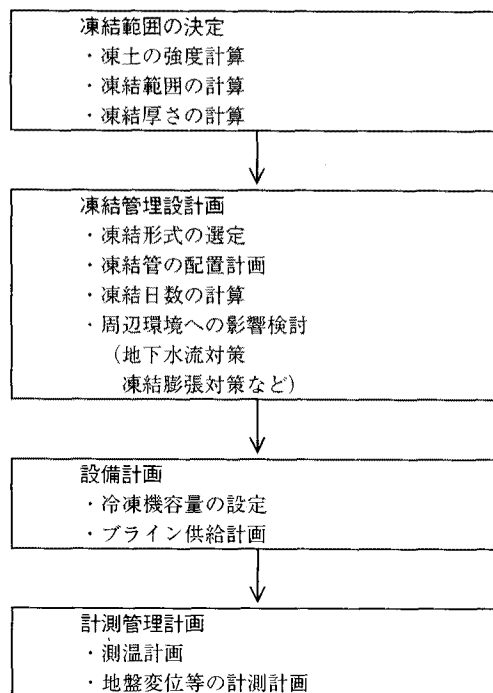 凍結範囲の決定
・凍土の強度計算
・凍結範囲の計算
・凍結厚さの計算
凍結管埋設計画
・凍結形式の選定
・凍結管の配置計画
・凍結日数の計算
・周辺環境への影響検討
(地下水流対策
凍結膨張対策など)
設備計画
・冷凍機容量の設定
・ブライン供給計画
計測管理計画
・測温計画
・地盤変位等の計測計画